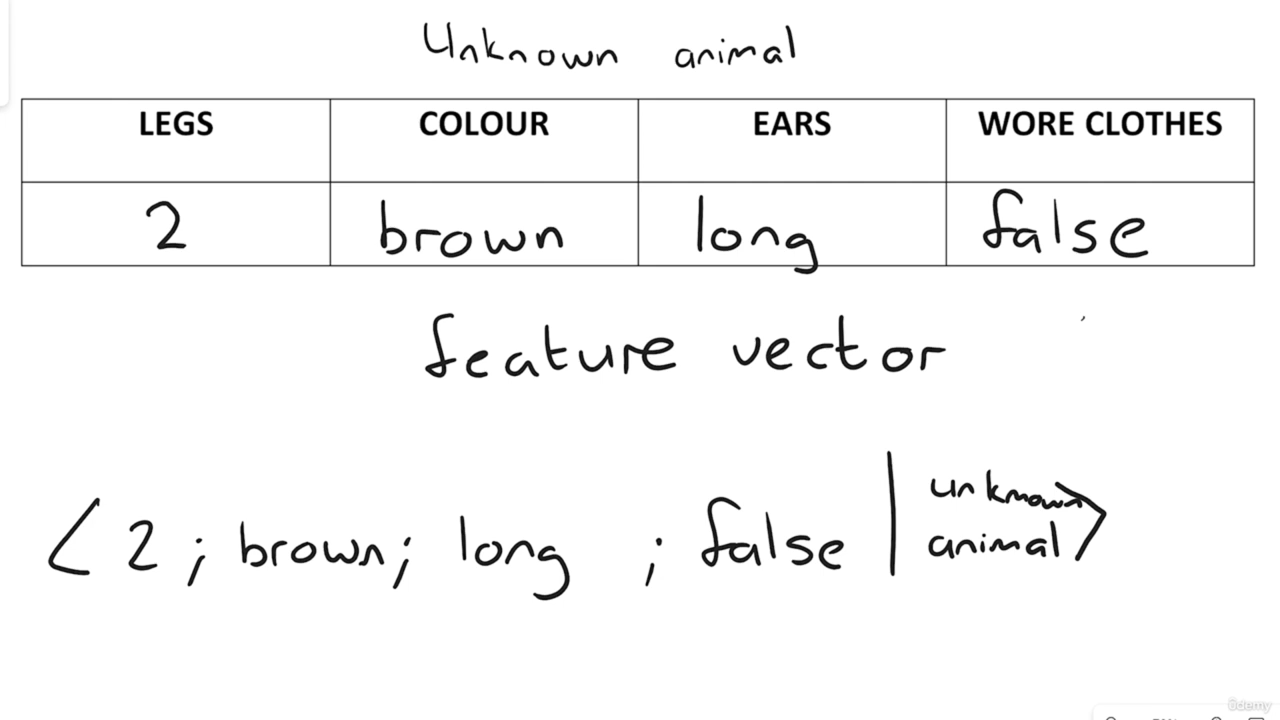 Unknown animal
LEGS COLOUR EARS WORE CLOTHES
2 brown long false
feature vector
< 2 ; brown; long ; false | unknown
animal >
ûdemy